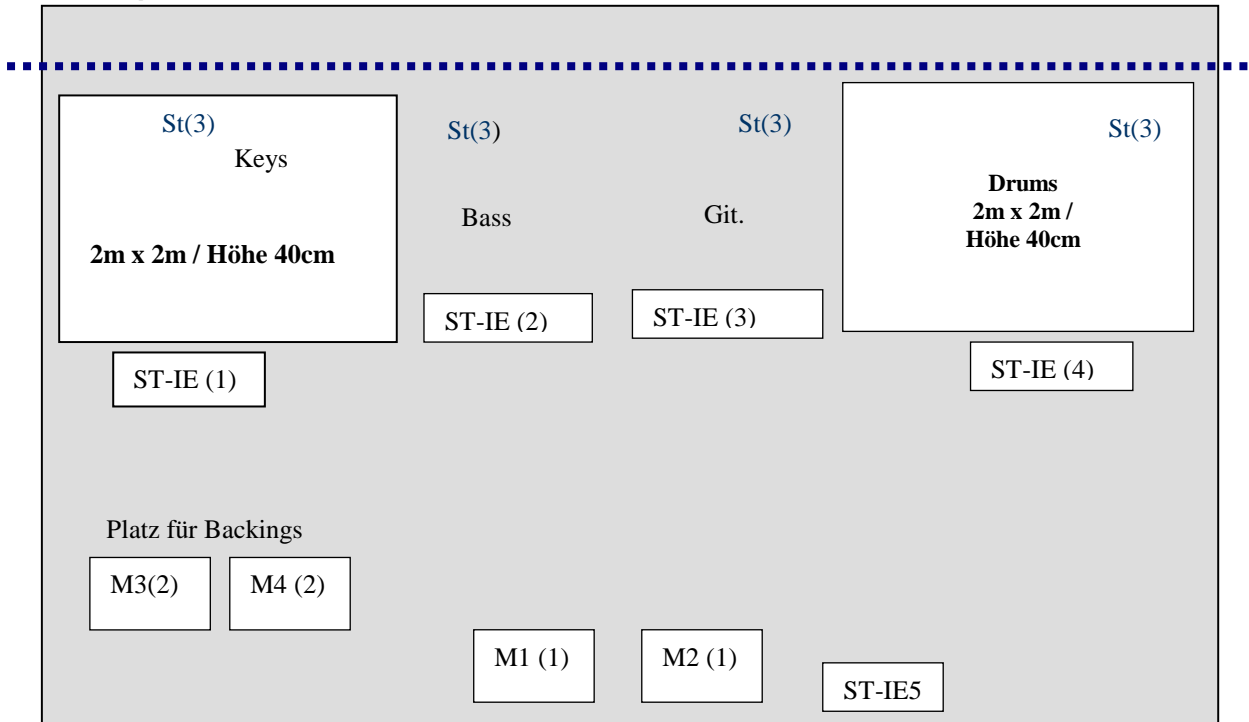 St(3)
Keys
2m x 2m / Höhe 40cm
St(3)
Bass
St(3)
Git.
St(3)
Drums
2m x 2m /
Höhe 40cm
ST-IE (1)
ST-IE (2)
ST-IE (3)
ST-IE (4)
Platz für Backings
M3(2)
M4 (2)
M1 (1)
M2 (1)
ST-IE5